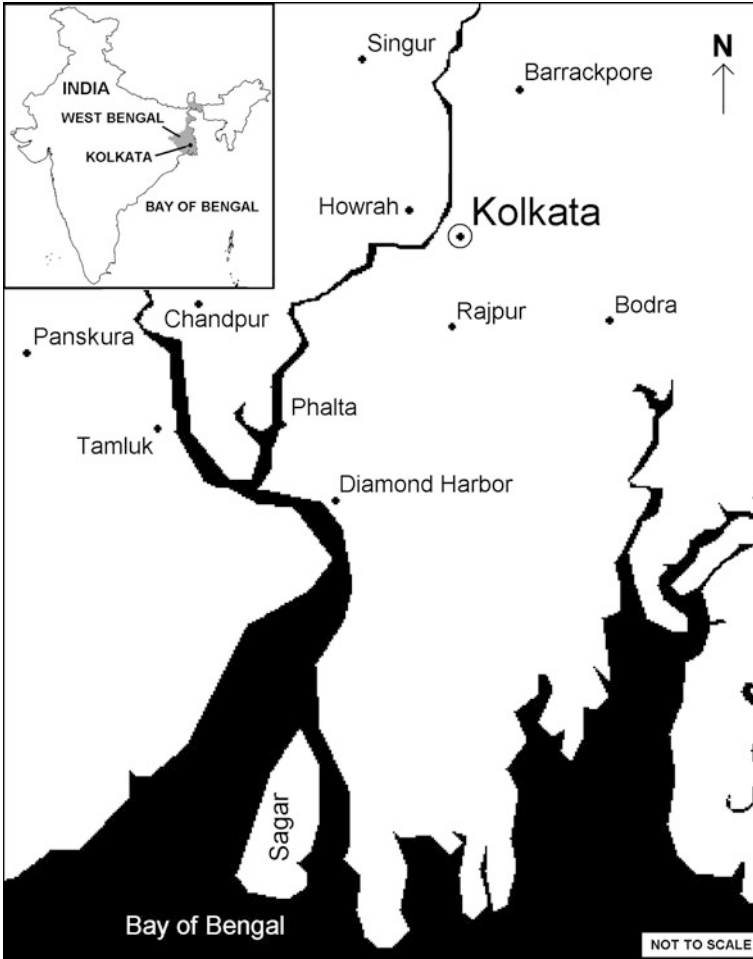 INDIA
WEST BENGAL
KOLKATA
BAY OF BENGAL
Singur
N
Barrackpore
Howrah
Kolkata
Chandpur
Rajpur
Bodra
Panskura
Phalta
Tamluk
Diamond Harbor
Sagar
Bay of Bengal
NOT TO SCALE